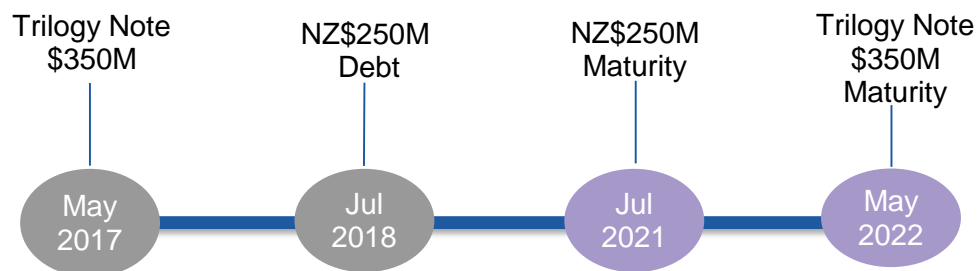 Trilogy Note
$350M
NZ$250M
Debt
NZ$250M
Maturity
Trilogy Note
$350M
Maturity
May
2017
Jul
2018
Jul
2021
May
2022